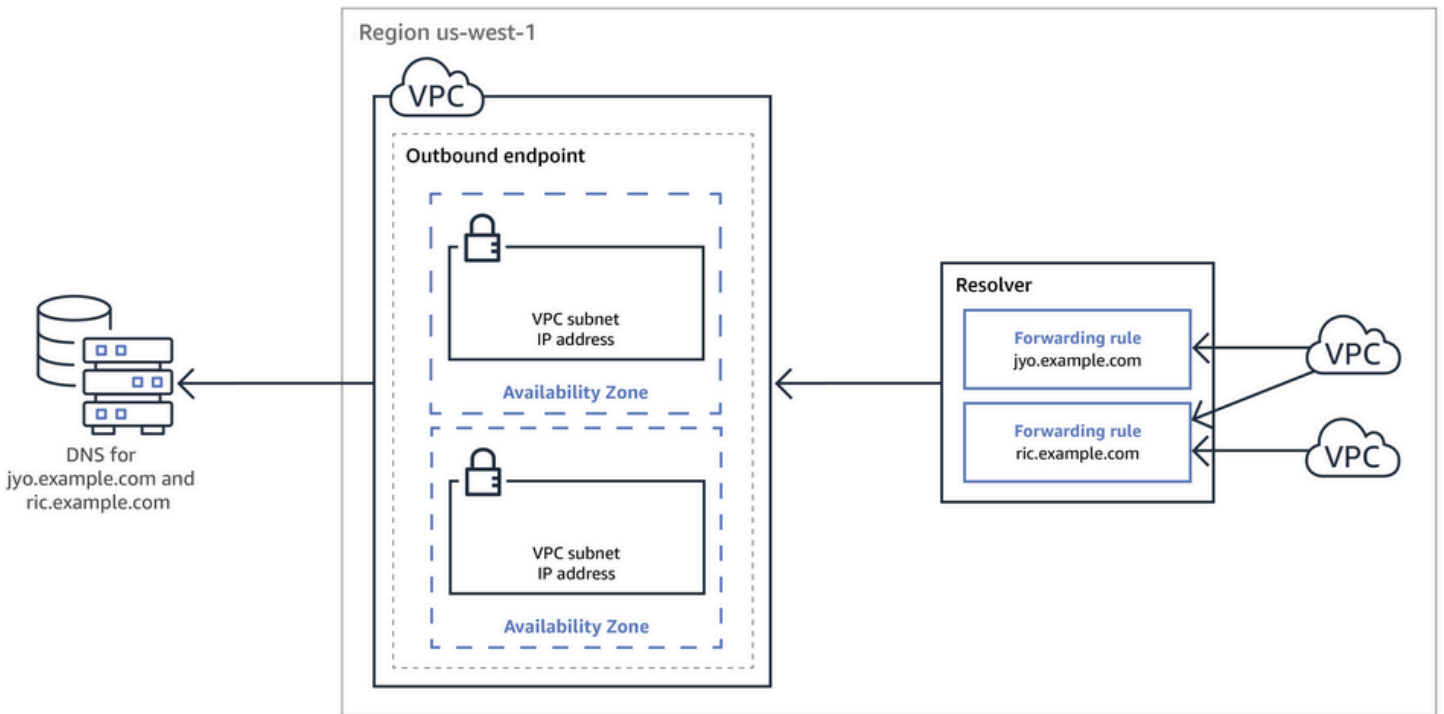 Region us-west-1
VPC
Outbound endpoint
VPC subnet
IP address
Availability Zone
VPC subnet
IP address
Availability Zone
DNS for
jyo.example.com and
ric.example.com
Resolver
Forwarding rule
jyo.example.com
Forwarding rule
ric.example.com
VPC
VPC